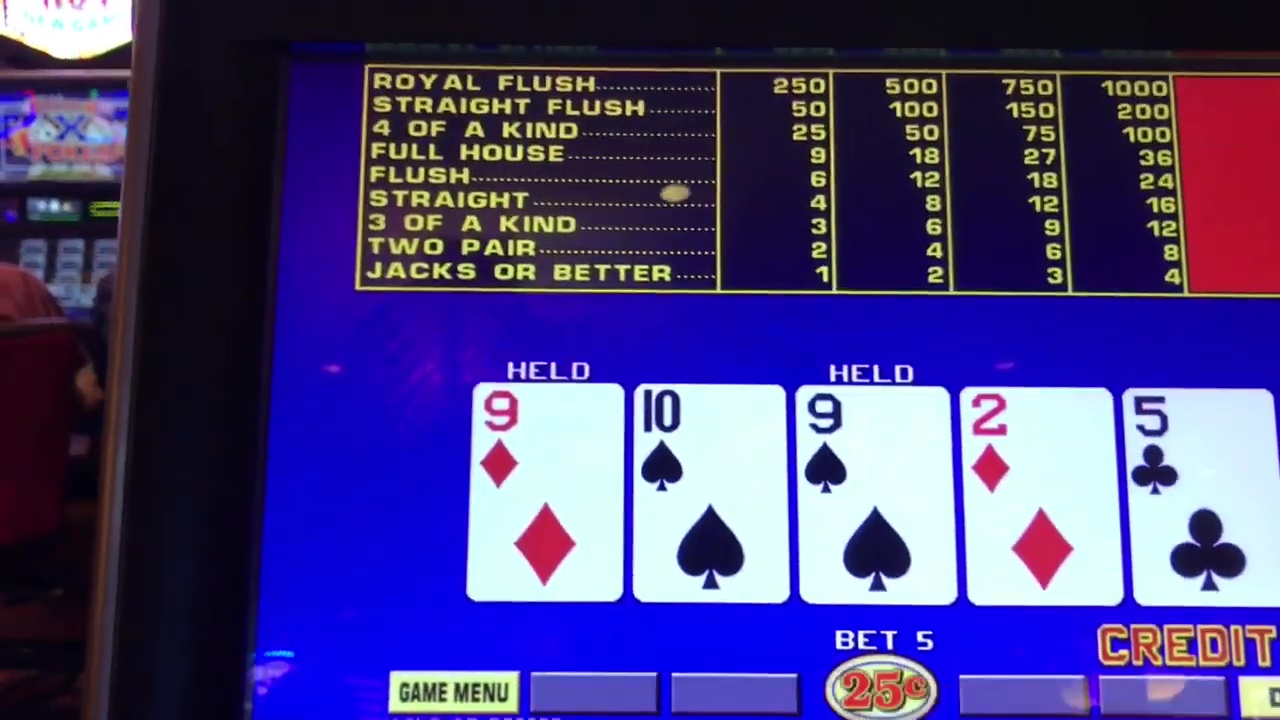 NEW GAM
ROYAL FLUSH 250 500 750 1000
STRAIGHT FLUSH 50 100 150 200
4 OF A KIND 25 50 75 100
FULL HOUSE 9 18 27 36
FLUSH 6 12 18 24
STRAIGHT 4 8 12 16
3 OF A KIND 3 6 9 12
TWO PAIR 2 4 6 8
JACKS OR BETTER 1 2 3 4
HELD HELD
9 10 9 2 5
BET 5
CREDIT
GAME MENU 25¢